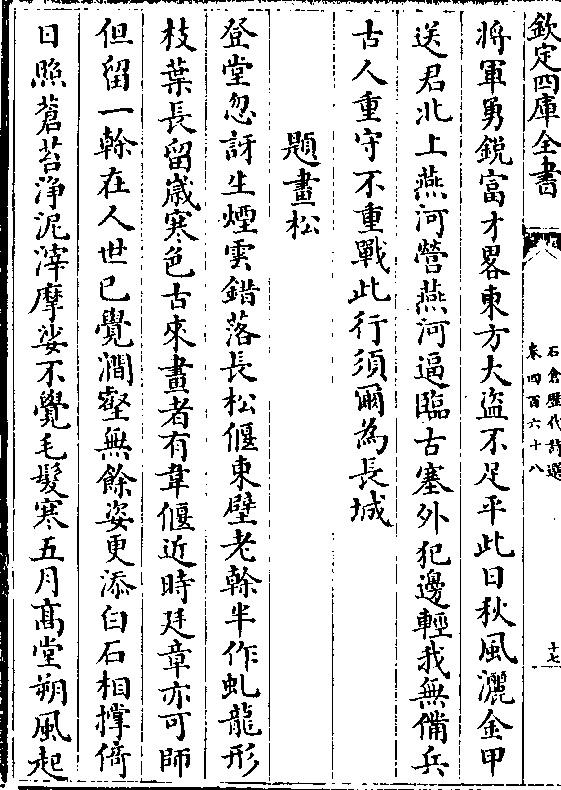 欽定四庫全書
石倉歷代詩選
卷四百六十八
十七
將軍勇銳富才畧東方大盜不足平此日秋風灑金甲
送君北上燕河營燕河逼臨古塞外犯邊輕我無備兵
古人重守不重戰此行須爾為長城
題畫松
登堂忽訝生煙雲錯落長松偃東壁老幹半作虬龍形
枝葉長留歲寒色古來畫者有韋偃近時廷章亦可師
但留一幹在人世已覺澗壑無餘姿更添白石相撑倚
日照蒼苔浄泥滓摩娑不覺毛髮寒五月髙堂朔風起